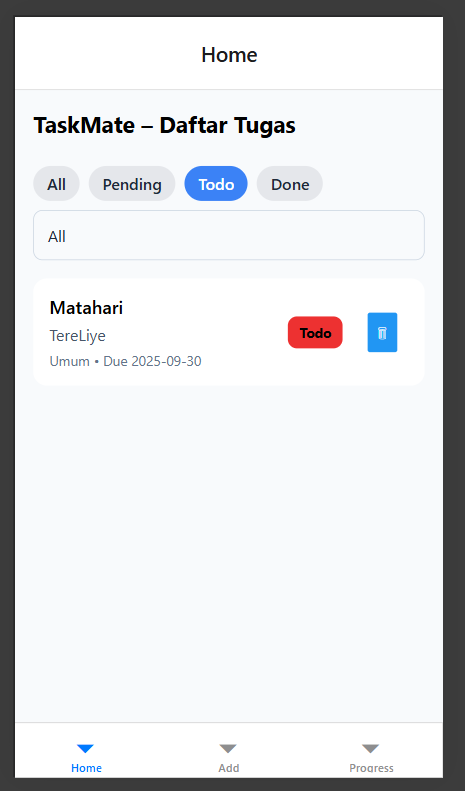 Home
TaskMate – Daftar Tugas
All Pending Todo Done
All
Matahari
TereLiye
Umum • Due 2025-09-30
Todo
Home Add Progress